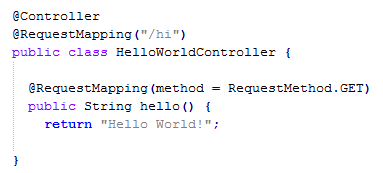 @Controller
@RequestMapping("/hi")
public class HelloWorldController {
@RequestMapping(method = RequestMethod.GET)
public String hello() {
return "Hello World!";
}